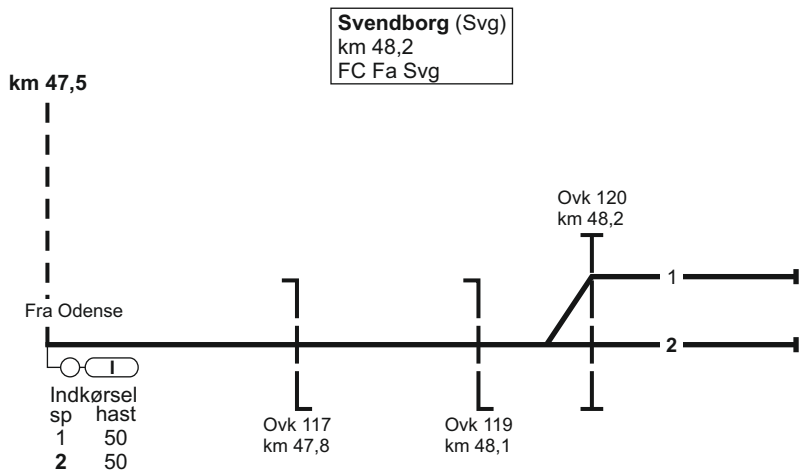 Svendborg (Svg)
km 48,2
FC Fa Svg
km 47,5
Ovk 120
km 48,2
1
Fra Odense
2
I
Indkørsel
sp hast
1 50
2 50
Ovk 117
km 47,8
Ovk 119
km 48,1